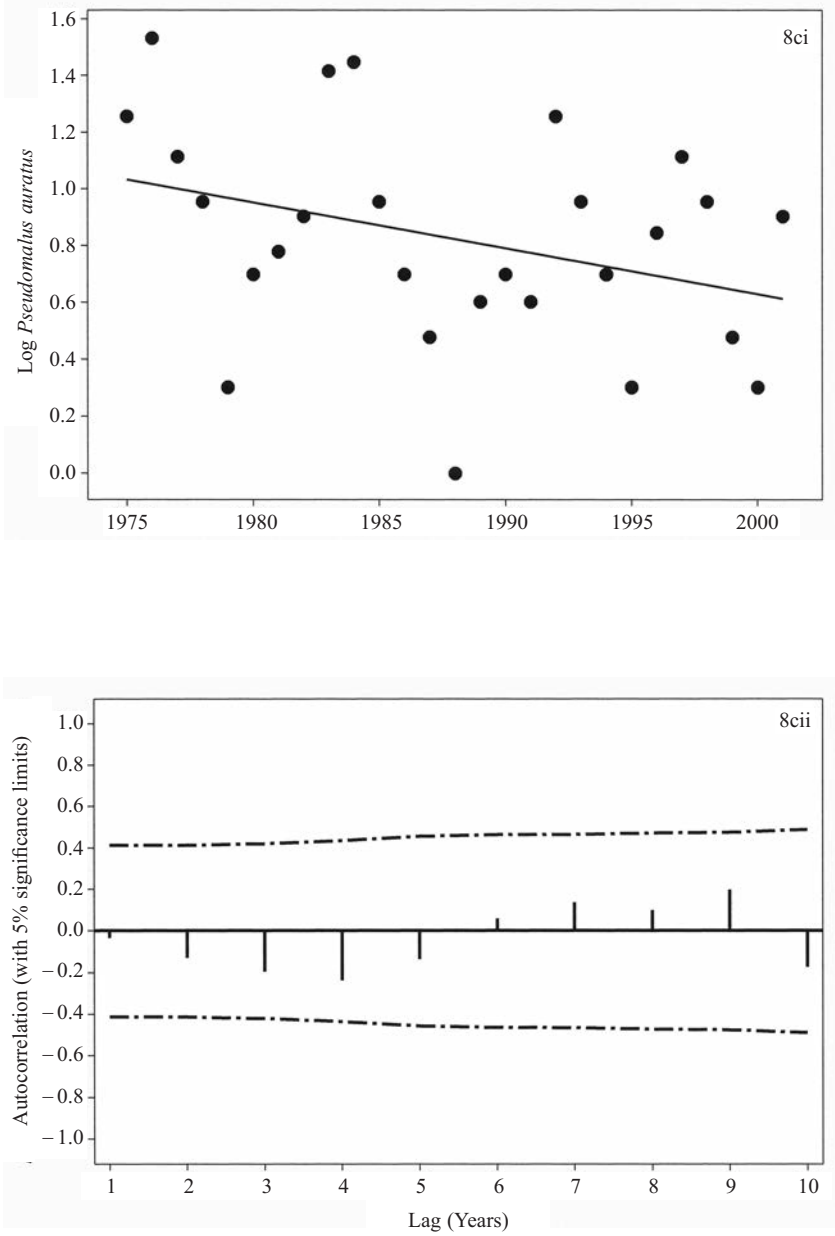 8ci
Log Pseudomalus auratus
1.6
1.4
1.2
1.0
0.8
0.6
0.4
0.2
0.0
1975 1980 1985 1990 1995 2000
8cii
Autocorrelation (with 5% significance limits)
1.0
0.8
0.6
0.4
0.2
0.0
−0.2
−0.4
−0.6
−0.8
−1.0
1 2 3 4 5 6 7 8 9 10
Lag (Years)